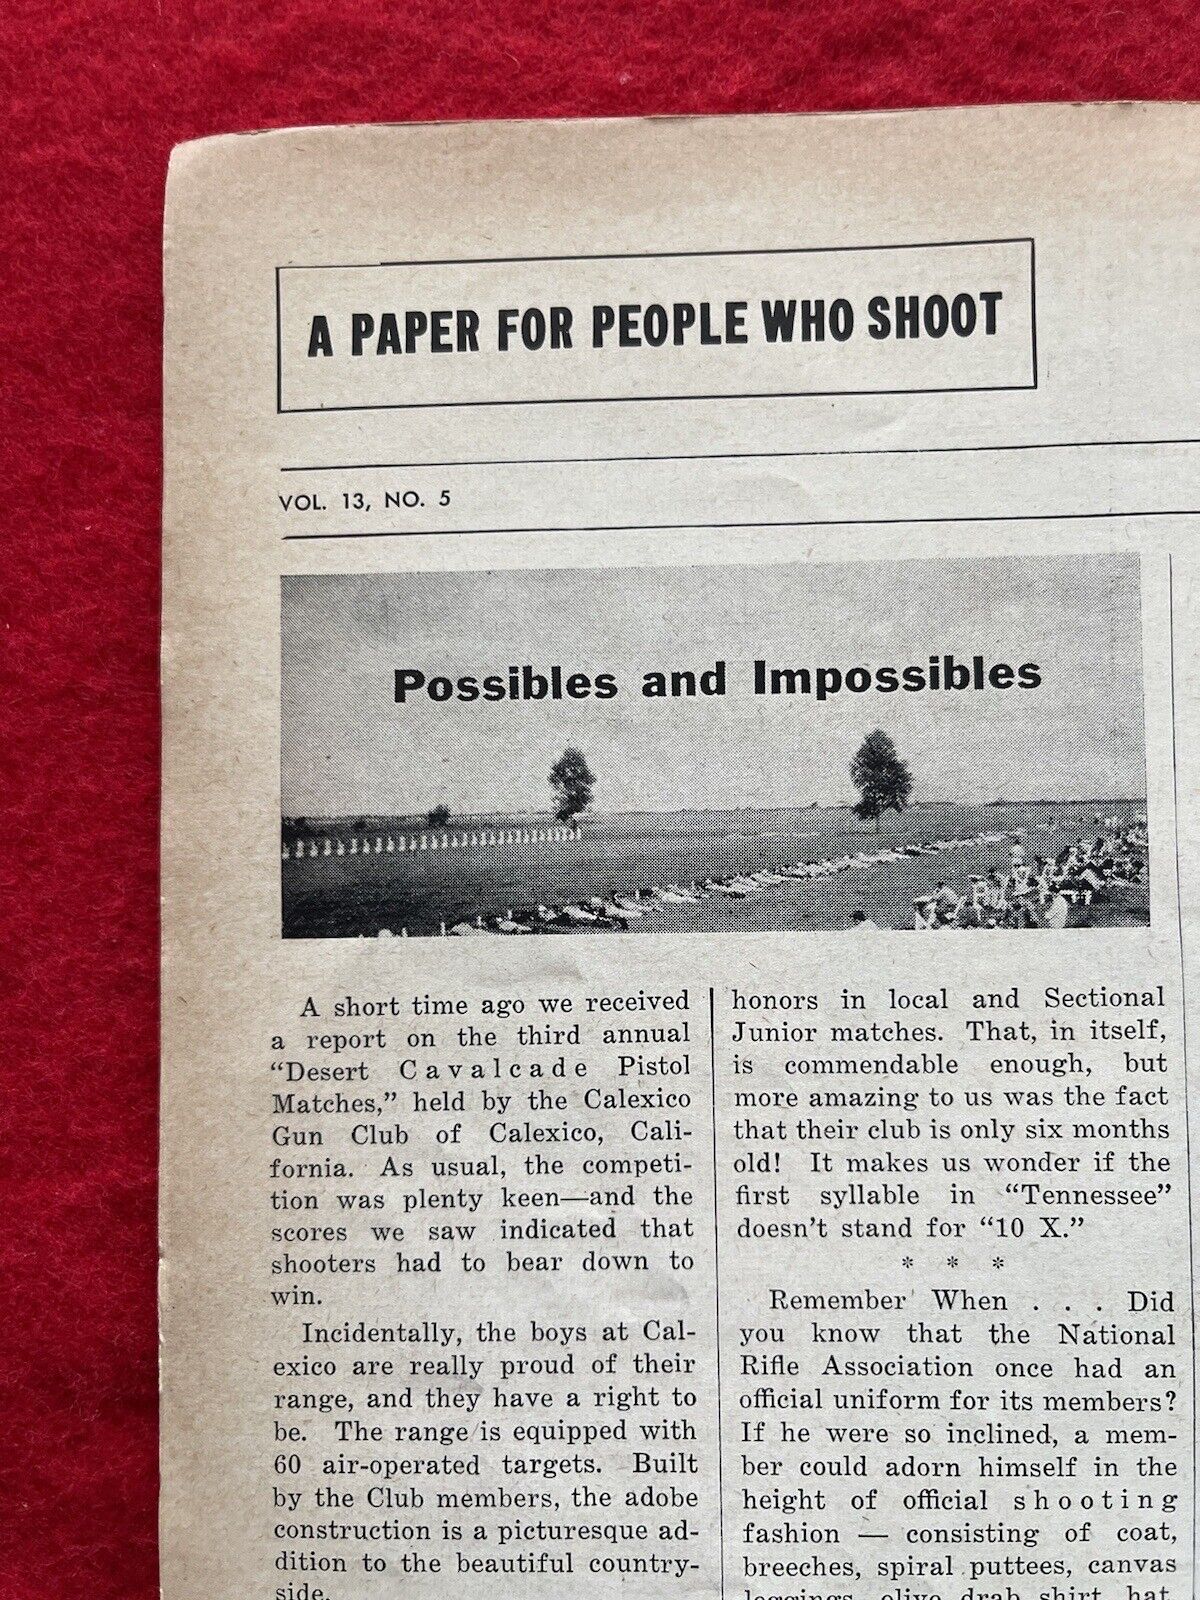 A PAPER FOR PEOPLE WHO SHOOT
VOL. 13, NO. 5
Possibles and Impossibles
A short time ago we received
a report on the third annual
“Desert Cavalcade Pistol
Matches,” held by the Calexico
Gun Club of Calexico, Cali-
fornia. As usual, the competi-
tion was plenty keen—and the
scores we saw indicated that
shooters had to bear down to
win.
Incidentally, the boys at Cal-
exico are really proud of their
range, and they have a right to
be. The range is equipped with
60 air-operated targets. Built
by the Club members, the adobe
construction is a picturesque ad-
dition to the beautiful country-
side.
honors in local and Sectional
Junior matches. That, in itself,
is commendable enough, but
more amazing to us was the fact
that their club is only six months
old! It makes us wonder if the
first syllable in “Tennessee”
doesn’t stand for “10 X.”
* * *
Remember When . . . Did
you know that the National
Rifle Association once had an
official uniform for its members?
If he were so inclined, a mem-
ber could adorn himself in the
height of official shooting
fashion — consisting of coat,
breeches, spiral puttees, canvas
leggings, olive drab shirt, hat,